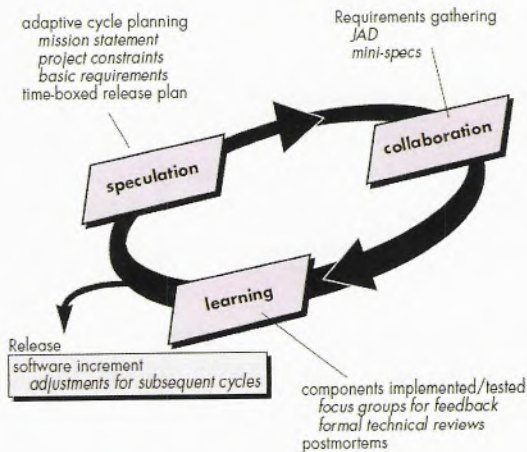 adaptive cycle planning
mission statement
project constraints
basic requirements
time-boxed release plan
Requirements gathering
JAD
mini-specs
speculation
collaboration
learning
Release
software increment
adjustments for subsequent cycles
components implemented/tested
focus groups for feedback
formal technical reviews
postmortems